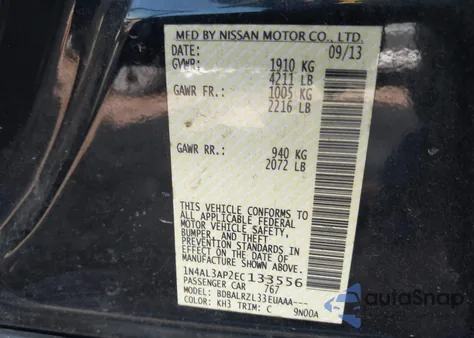 MFD BY NISSAN MOTOR CO., LTD.
DATE: 09/13
GVWR: 1910 KG
4211 LB
GAWR FR.: 1005 KG
2216 LB
GAWR RR.: 940 KG
2072 LB
THIS VEHICLE CONFORMS TO
ALL APPLICABLE FEDERAL
MOTOR VEHICLE SAFETY,
BUMPER, AND THEFT
PREVENTION STANDARDS IN
EFFECT ON THE DATE OF
MANUFACTURE SHOWN ABOVE.
1N4AL3AP2EC133556
PASSENGER CAR 767
MODEL: BDBALRZL33EUAAA---
COLOR: KH3 TRIM: C 9N00A
autoSnap